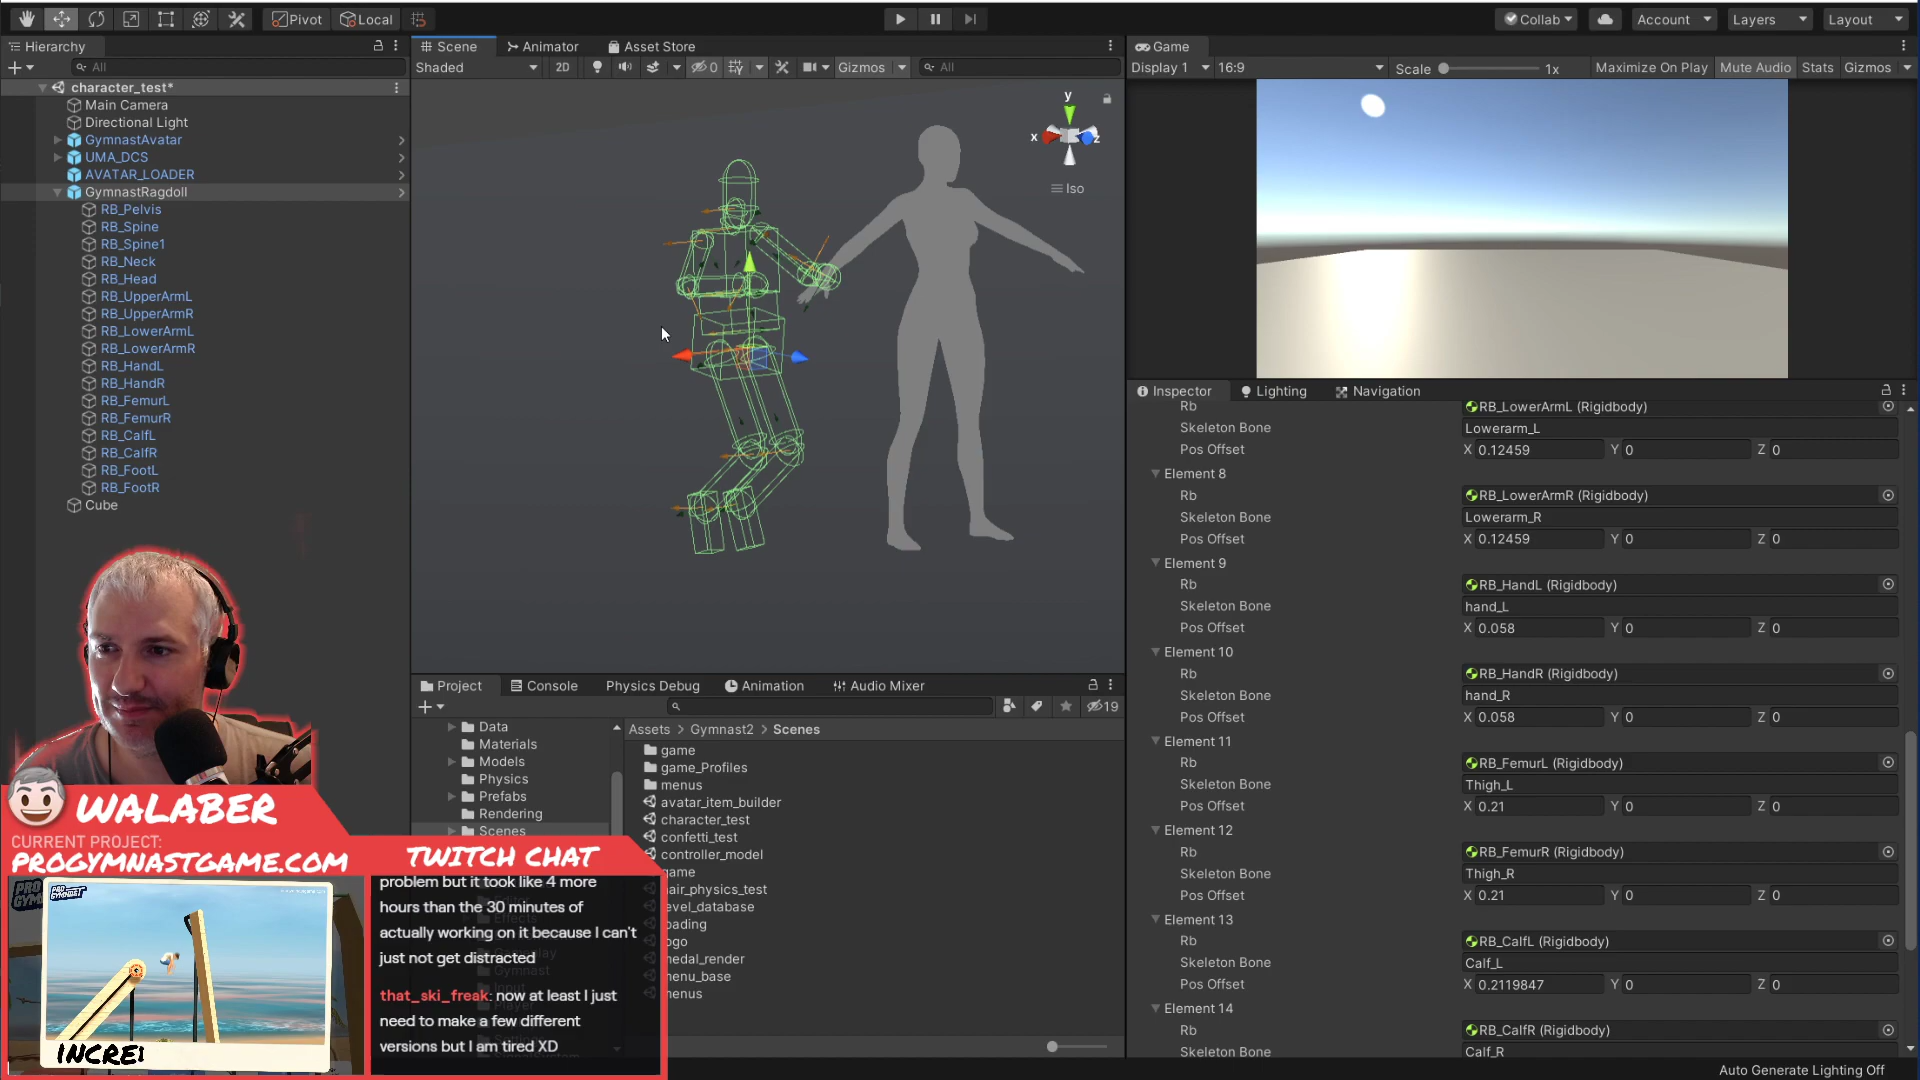 Pivot Local Collab Account Layers Layout
Hierarchy
Scene Animator Asset Store
Game
All
Shaded 2D 0 Gizmos All
Display 1 16:9 Scale 1x Maximize On Play Mute Audio Stats Gizmos
character_test*
Main Camera
Directional Light
GymnastAvatar
UMA_DCS
AVATAR_LOADER
GymnastRagdoll
RB_Pelvis
RB_Spine
RB_Spine1
RB_Neck
RB_Head
RB_UpperArmL
RB_UpperArmR
RB_LowerArmL
RB_LowerArmR
RB_HandL
RB_HandR
RB_FemurL
RB_FemurR
RB_CalfL
RB_CalfR
RB_FootL
RB_FootR
Cube
y
x z
Iso
Inspector Lighting Navigation
Rb RB_LowerArmL (Rigidbody)
Skeleton Bone Lowerarm_L
Pos Offset X 0.12459 Y 0 Z 0
Element 8
Rb RB_LowerArmR (Rigidbody)
Skeleton Bone Lowerarm_R
Pos Offset X 0.12459 Y 0 Z 0
Element 9
Rb RB_HandL (Rigidbody)
Skeleton Bone hand_L
Pos Offset X 0.058 Y 0 Z 0
Element 10
Rb RB_HandR (Rigidbody)
Skeleton Bone hand_R
Pos Offset X 0.058 Y 0 Z 0
Element 11
Rb RB_FemurL (Rigidbody)
Skeleton Bone Thigh_L
Pos Offset X 0.21 Y 0 Z 0
Element 12
Rb RB_FemurR (Rigidbody)
Skeleton Bone Thigh_R
Pos Offset X 0.21 Y 0 Z 0
Element 13
Rb RB_CalfL (Rigidbody)
Skeleton Bone Calf_L
Pos Offset X 0.2119847 Y 0 Z 0
Element 14
Rb RB_CalfR (Rigidbody)
Skeleton Bone Calf_R
Auto Generate Lighting Off
Project Console Physics Debug Animation Audio Mixer
19
Data
Materials
Models
Physics
Prefabs
Rendering
Scenes
Assets > Gymnast2 > Scenes
game
game_Profiles
menus
avatar_item_builder
character_test
confetti_test
controller_model
game
air_physics_test
evel_database
oading
ogo
nedal_render
nenu_base
nenus
WALABER
CURRENT PROJECT:
PROGYMNASTGAME.COM
INCREI
TWITCH CHAT
problem but it took like 4 more
hours than the 30 minutes of
actually working on it because I can't
just not get distracted
that_ski_freak: now at least I just
need to make a few different
versions but I am tired XD